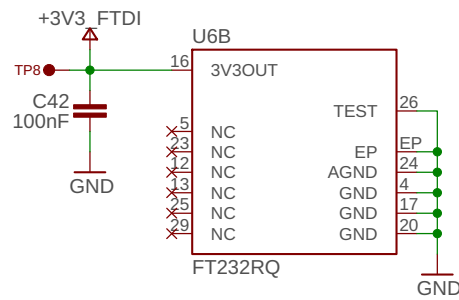 +3V3_FTDI
U6B
TP8
16
3V3OUT
C42
100nF
GND
TEST
26
5
NC
23
NC
12
NC
13
NC
25
NC
29
NC
EP
EP
AGND
24
GND
4
GND
17
GND
20
FT232RQ
GND